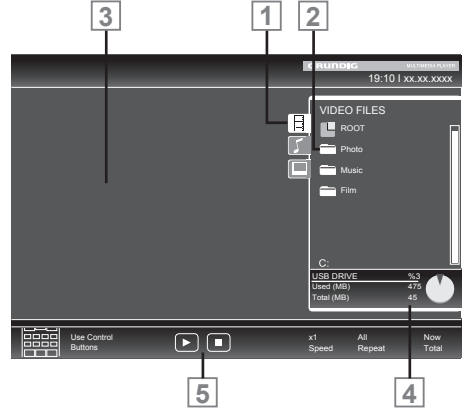 3 1 2
GRUNDIG MULTIMEDIA PLAYER
19:10 I xx.xx.xxxx
VIDEO FILES
ROOT
Photo
Music
Film
C:
USB DRIVE %3
Used (MB) 475
Total (MB) 45
Use Control
Buttons
x1 All Now
Speed Repeat Total
5 4